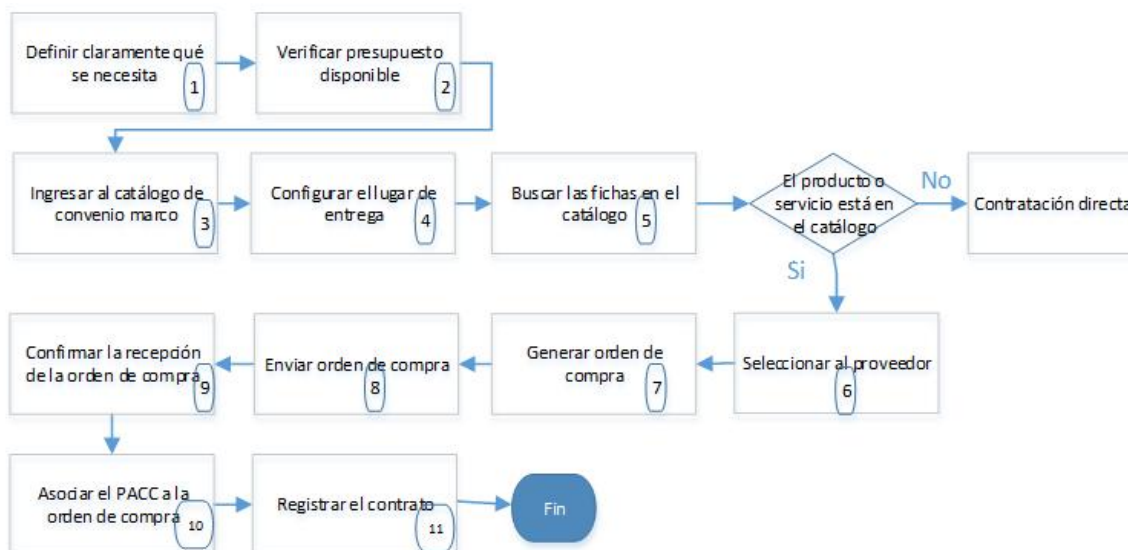 Definir claramente qué
se necesita
1
Verificar presupuesto
disponible
2
Ingresar al catálogo de
convenio marco
3
Configurar el lugar de
entrega
4
Buscar las fichas en el
catálogo
5
El producto o
servicio está en
el catálogo
No
Contratación directa
Si
Confirmar la recepción
de la orden de compra
9
Enviar orden de compra
8
Generar orden de
compra
7
Seleccionar al proveedor
6
Asociar el PACC a la
orden de compra
10
Registrar el contrato
11
Fin